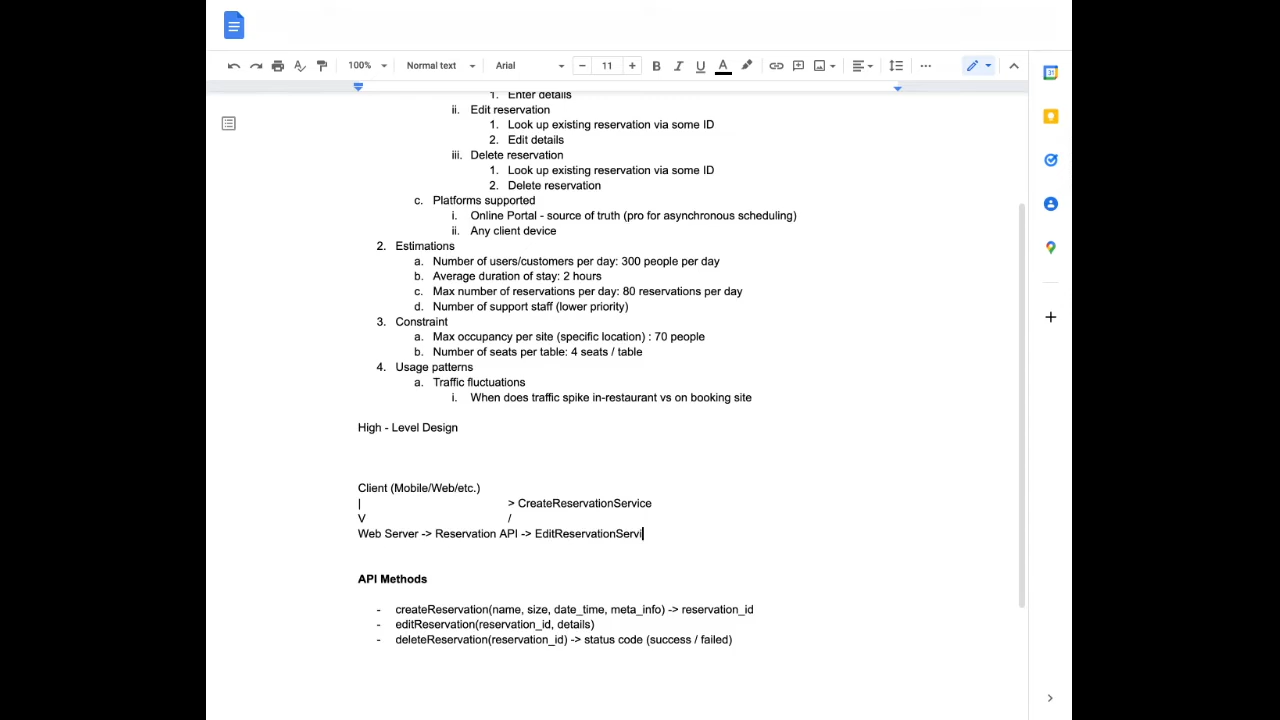 100% Normal text Arial − 11 + B I U A
1. Enter details
ii. Edit reservation
1. Look up existing reservation via some ID
2. Edit details
iii. Delete reservation
1. Look up existing reservation via some ID
2. Delete reservation
c. Platforms supported
i. Online Portal - source of truth (pro for asynchronous scheduling)
ii. Any client device
2. Estimations
a. Number of users/customers per day: 300 people per day
b. Average duration of stay: 2 hours
c. Max number of reservations per day: 80 reservations per day
d. Number of support staff (lower priority)
3. Constraint
a. Max occupancy per site (specific location) : 70 people
b. Number of seats per table: 4 seats / table
4. Usage patterns
a. Traffic fluctuations
i. When does traffic spike in-restaurant vs on booking site
High - Level Design
Client (Mobile/Web/etc.)
| > CreateReservationService
V /
Web Server -> Reservation API -> EditReservationServi
API Methods
- createReservation(name, size, date_time, meta_info) -> reservation_id
- editReservation(reservation_id, details)
- deleteReservation(reservation_id) -> status code (success / failed)